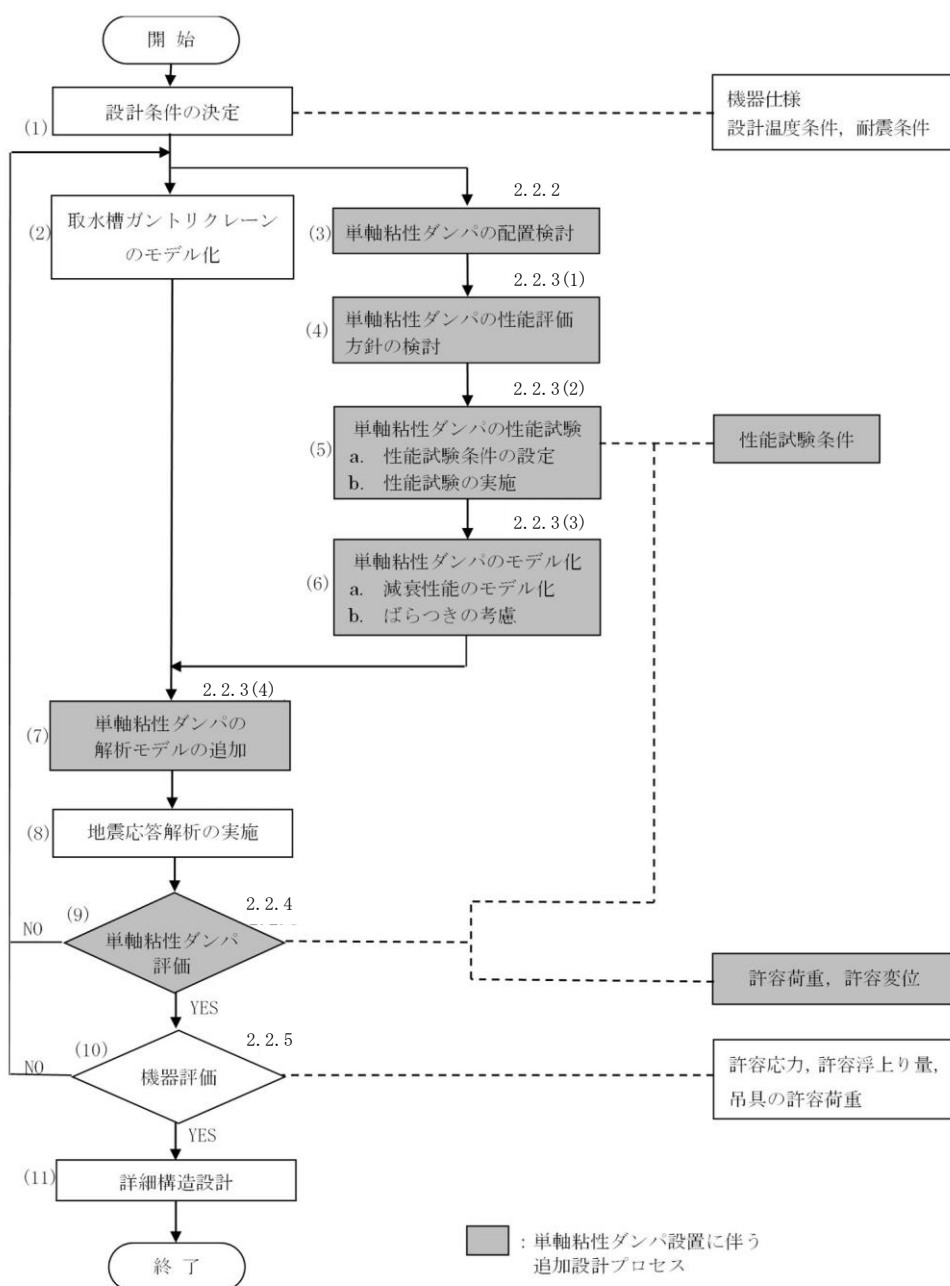 開 始
(1)
設計条件の決定
機器仕様
設計温度条件, 耐震条件
(2)
取水槽ガントリクレーン
のモデル化
2.2.2
(3)
単軸粘性ダンパの配置検討
2.2.3(1)
(4)
単軸粘性ダンパの性能評価
方針の検討
2.2.3(2)
(5)
単軸粘性ダンパの性能試験
a. 性能試験条件の設定
b. 性能試験の実施
性能試験条件
2.2.3(3)
(6)
単軸粘性ダンパのモデル化
a. 減衰性能のモデル化
b. ばらつきの考慮
2.2.3(4)
(7)
単軸粘性ダンパの
解析モデルの追加
(8)
地震応答解析の実施
2.2.4
(9)
NO
単軸粘性ダンパ
評価
許容荷重, 許容変位
YES
2.2.5
(10)
NO
機器評価
許容応力, 許容浮上り量,
吊具の許容荷重
YES
(11)
詳細構造設計
終 了
: 単軸粘性ダンパ設置に伴う
追加設計プロセス